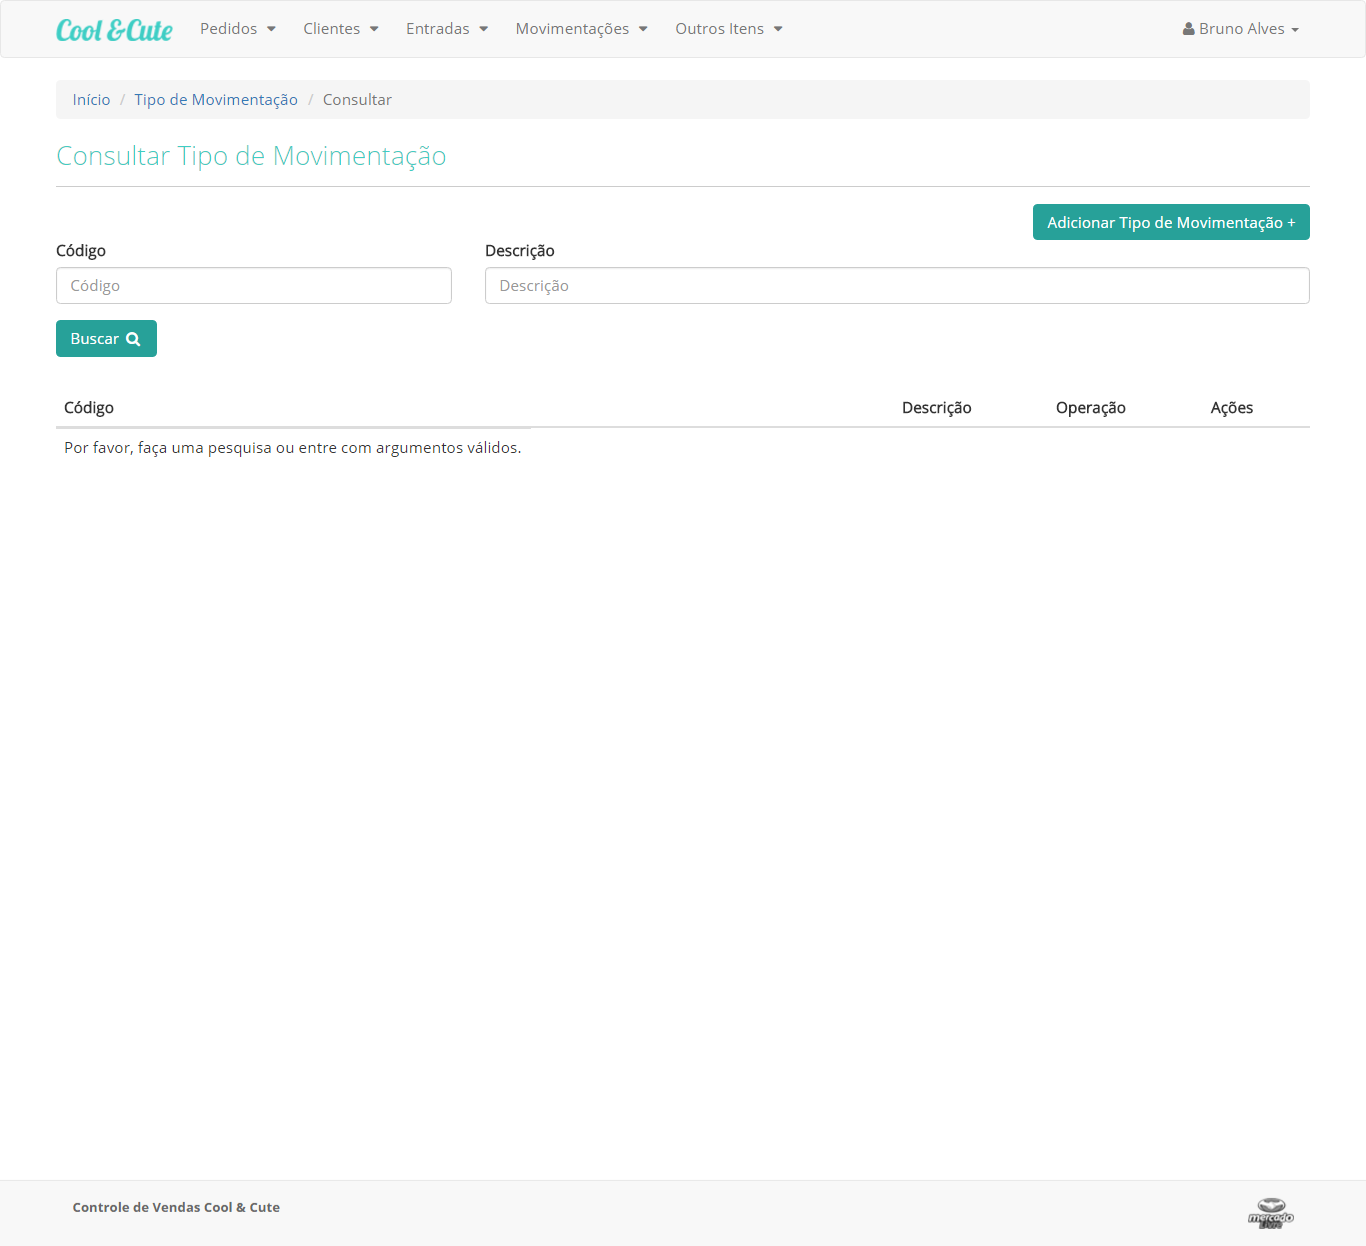 Cool &Cute Pedidos Clientes Entradas Movimentações Outros Itens Bruno Alves
Início / Tipo de Movimentação / Consultar
Consultar Tipo de Movimentação
Adicionar Tipo de Movimentação +
Código Descrição
Código Descrição
Buscar
Código Descrição Operação Ações
Por favor, faça uma pesquisa ou entre com argumentos válidos.
Controle de Vendas Cool & Cute
mercado
livre